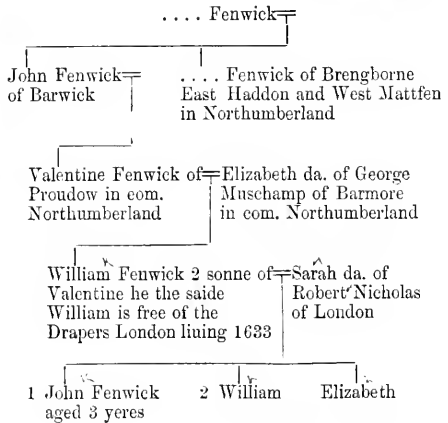 .... Fenwick
John Fenwick
of Barwick
.... Fenwick of Brengborne
East Haddon and West Mattfen
in Northumberland
Valentine Fenwick of
Proudow in com.
Northumberland
Elizabeth da. of George
Muschamp of Barmore
in com. Northumberland
William Fenwick 2 sonne of
Valentine he the saide
William is free of the
Drapers London liuing 1633
Sarah da. of
Robert Nicholas
of London
1 John Fenwick
aged 3 yeres
2 William
Elizabeth